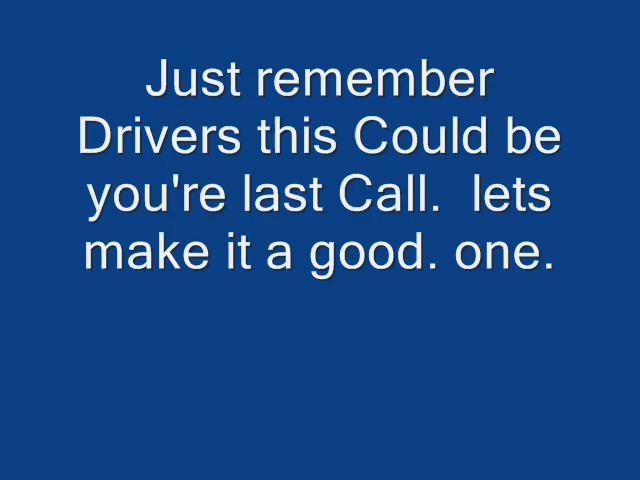 Just remember
Drivers this Could be
you're last Call.  lets
make it a good. one.